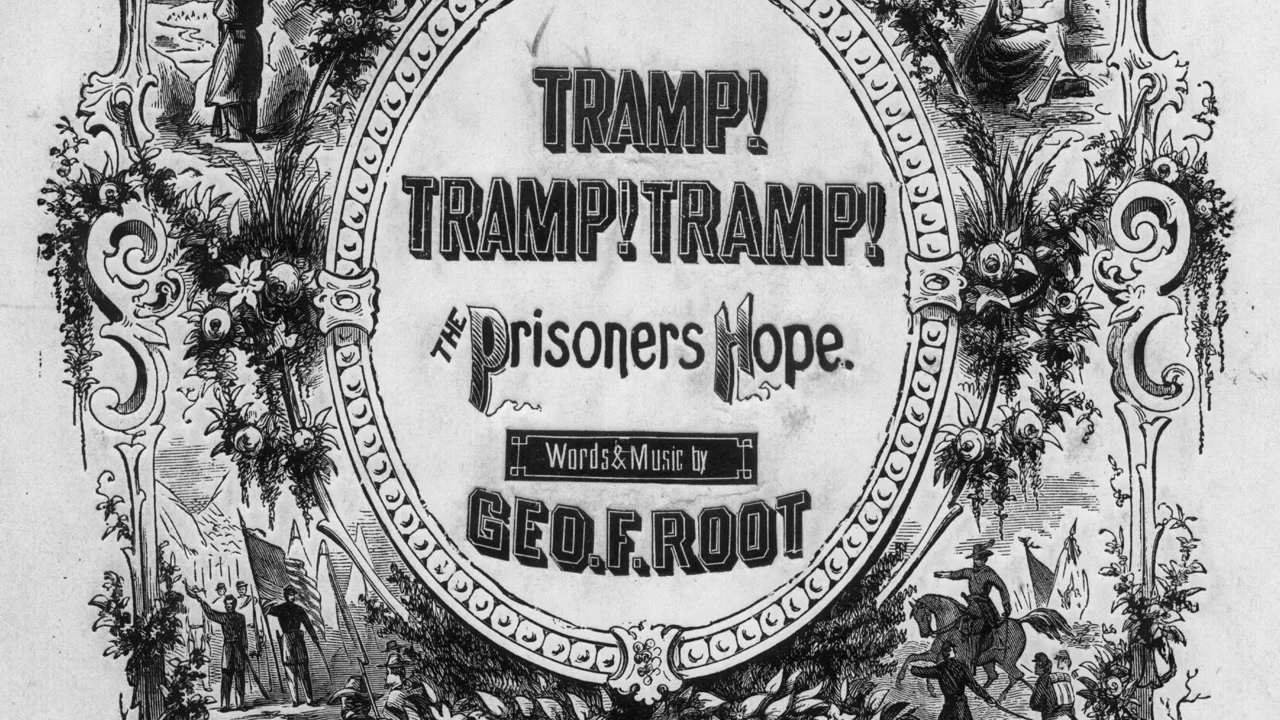 TRAMP!
TRAMP! TRAMP!
THE Prisoners Hope.
Words & Music by
GEO. F. ROOT